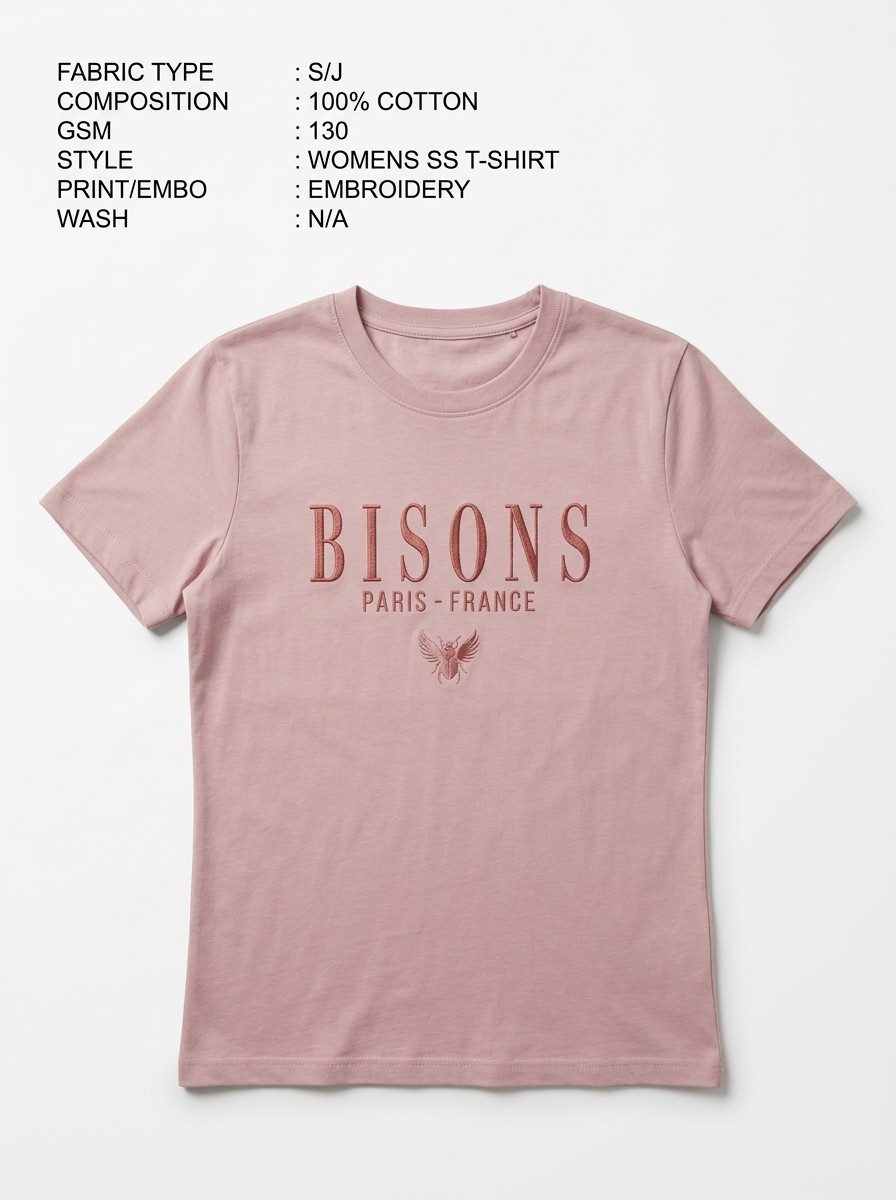 FABRIC TYPE : S/J
COMPOSITION : 100% COTTON
GSM : 130
STYLE : WOMENS SS T-SHIRT
PRINT/EMBO : EMBROIDERY
WASH : N/A
BISONS
PARIS - FRANCE